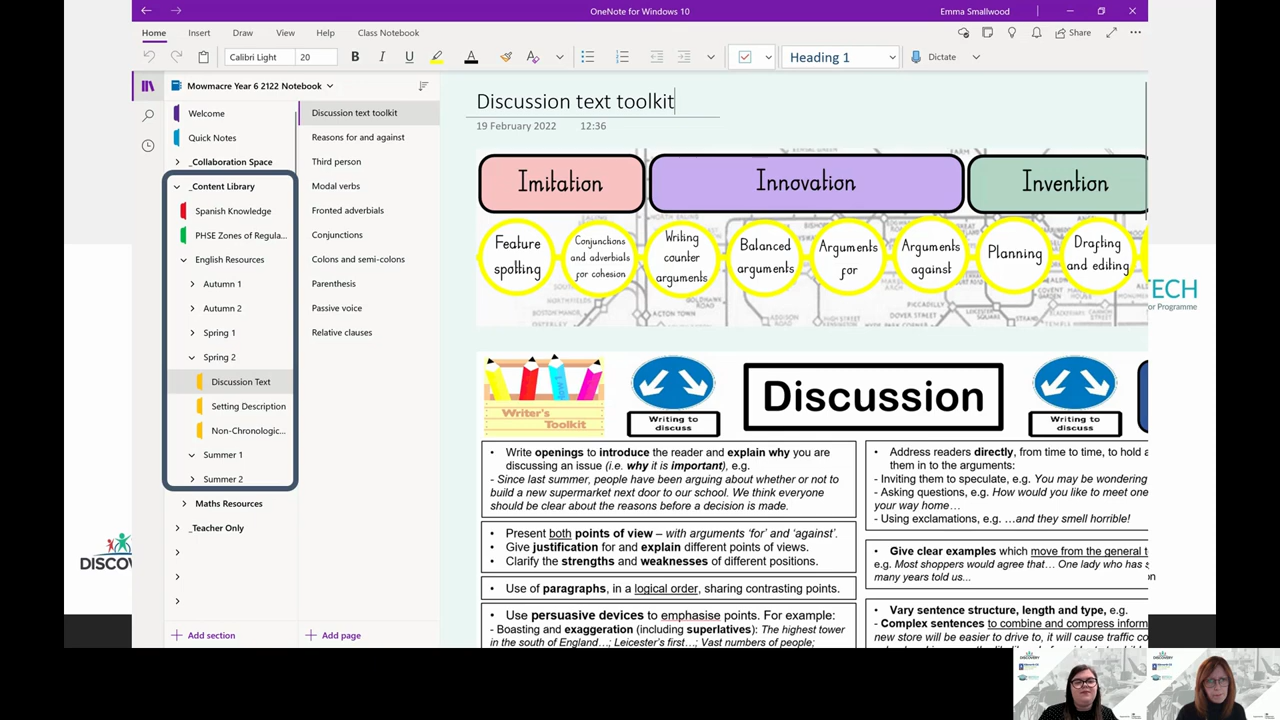 OneNote for Windows 10
Emma Smallwood
Home Insert Draw View Help Class Notebook
Share
Calibri Light 20 B I U A Heading 1 Dictate
Mowmacre Year 6 2122 Notebook
Welcome
Quick Notes
_Collaboration Space
_Content Library
Spanish Knowledge
PHSE Zones of Regula...
English Resources
Autumn 1
Autumn 2
Spring 1
Spring 2
Discussion Text
Setting Description
Non-Chronologic...
Summer 1
Summer 2
Maths Resources
_Teacher Only
Add section
Discussion text toolkit
Reasons for and against
Third person
Modal verbs
Fronted adverbials
Conjunctions
Colons and semi-colons
Parenthesis
Passive voice
Relative clauses
Add page
Discussion text toolkit
19 February 2022 12:36
Imitation Innovation Invention
Feature
spotting
Conjunctions
and adverbials
for cohesion
Writing
counter
arguments
Balanced
arguments
Arguments
for
Arguments
against
Planning
Drafting
and editing
Writer's
Toolkit
Writing to
discuss
Discussion
Writing to
discuss
• Write openings to introduce the reader and explain why you are
discussing an issue (i.e. why it is important), e.g.
- Since last summer, people have been arguing about whether or not to
build a new supermarket next door to our school. We think everyone
should be clear about the reasons before a decision is made.
• Present both points of view – with arguments 'for' and 'against'.
• Give justification for and explain different points of views.
• Clarify the strengths and weaknesses of different positions.
• Use of paragraphs, in a logical order, sharing contrasting points.
• Use persuasive devices to emphasise points. For example:
- Boasting and exaggeration (including superlatives): The highest tower
in the south of England…; Leicester's first…; Vast numbers of people;
• Address readers directly, from time to time, to hold a
them in to the arguments:
- Inviting them to speculate, e.g. You may be wondering
- Asking questions, e.g. How would you like to meet one
your way home…
- Using exclamations, e.g. …and they smell horrible!
• Give clear examples which move from the general t
e.g. Most shoppers would agree that… One lady who has s
many years told us...
• Vary sentence structure, length and type, e.g.
- Complex sentences to combine and compress inform
new store will be easier to drive to, it will cause traffic co
DISCO
TECH
or Programme
on